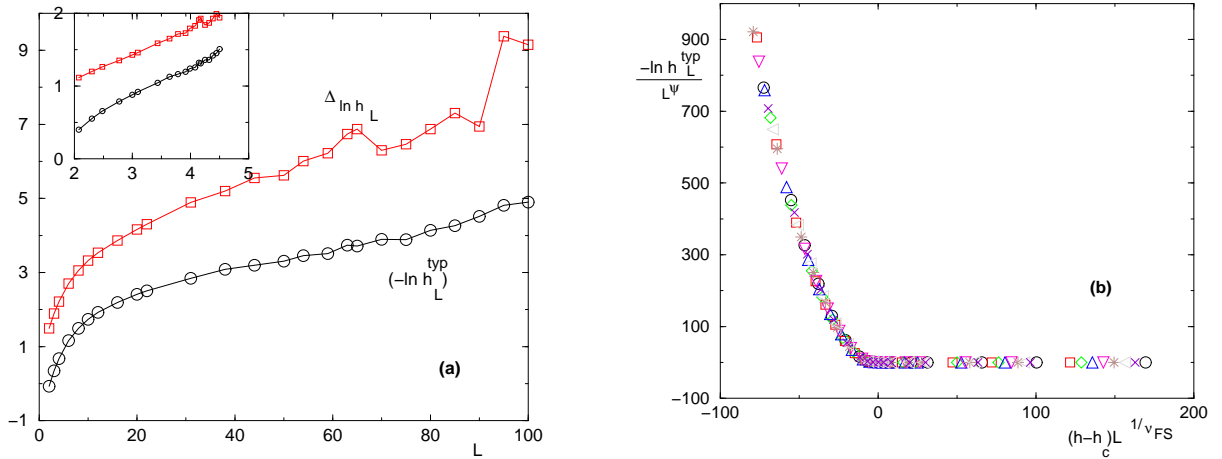 2
1
0
2 3 4 5
9
7
5
3
1
−1
0 20 40 60 80 100
Δ ln h L
(−ln h L typ)
(a)
L
900
700
500
300
100
−100
−ln h L typ
L ψ
(b)
−100 0 100 200
(h−h c)L 1/ν FS